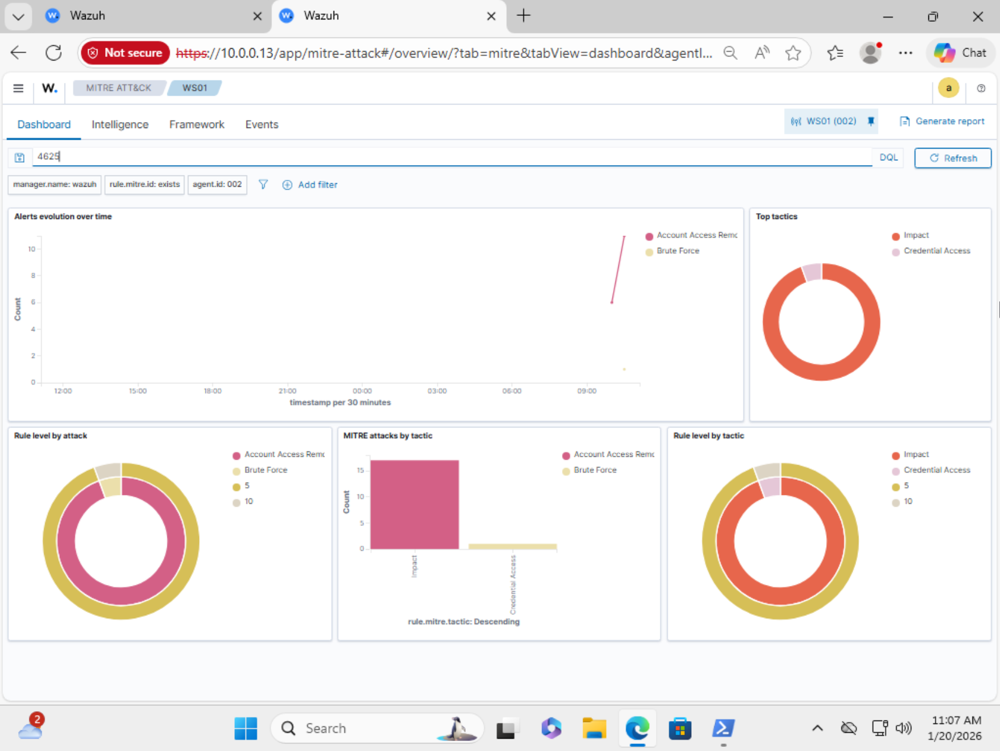 Wazuh
Wazuh
Not secure https://10.0.0.13/app/mitre-attack#/overview/?tab=mitre&tabView=dashboard&agentI...
Chat
W. MITRE ATT&CK WS01 a
Dashboard Intelligence Framework Events
WS01 (002) Generate report
4625 DQL Refresh
manager.name: wazuh rule.mitre.id: exists agent.id: 002 Add filter
Alerts evolution over time
Count
10
8
6
4
2
0
12:00 15:00 18:00 21:00 00:00 03:00 06:00 09:00
timestamp per 30 minutes
Account Access Remo
Brute Force
Top tactics
Impact
Credential Access
Rule level by attack
Account Access Remo
Brute Force
5
10
MITRE attacks by tactic
Count
15
10
5
0
Impact
Credential Access
rule.mitre.tactic: Descending
Account Access Remo
Brute Force
Rule level by tactic
Impact
Credential Access
5
10
2
Search
11:07 AM
1/20/2026